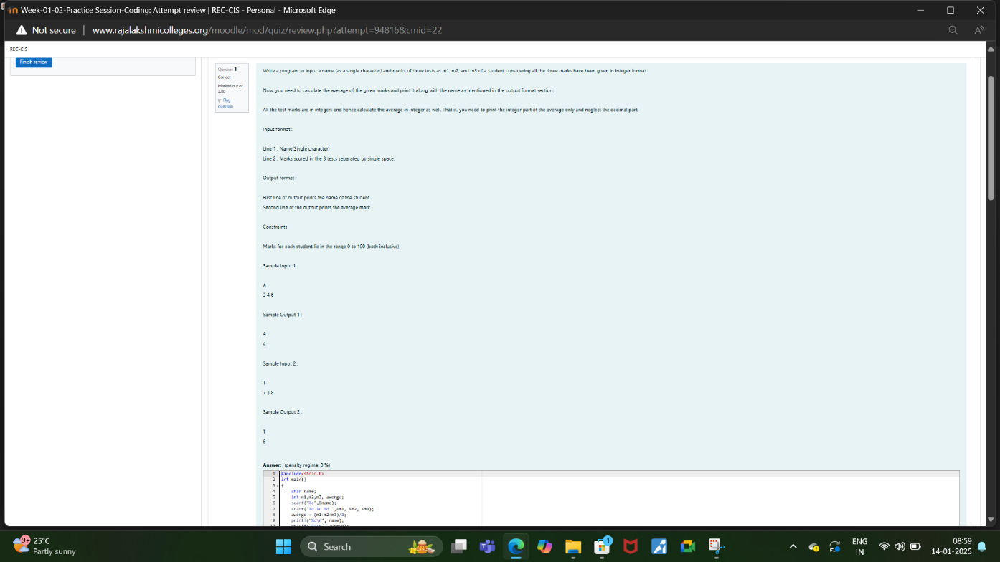 Week-01-02-Practice Session-Coding: Attempt review | REC-CIS - Personal - Microsoft Edge
Not secure | www.rajalakshmicolleges.org/moodle/mod/quiz/review.php?attempt=94816&cmid=22
REC-CIS
Finish review
Question 1
Correct
Marked out of
3.00
Flag
question
Write a program to input a name (as a single character) and marks of three tests as m1, m2, and m3 of a student considering all the three marks have been given in integer format.
Now, you need to calculate the average of the given marks and print it along with the name as mentioned in the output format section.
All the test marks are in integers and hence calculate the average in integer as well. That is, you need to print the integer part of the average only and neglect the decimal part.
Input format :
Line 1 : Name(Single character)
Line 2 : Marks scored in the 3 tests separated by single space.
Output format :
First line of output prints the name of the student.
Second line of the output prints the average mark.
Constraints
Marks for each student lie in the range 0 to 100 (both inclusive)
Sample Input 1 :
A
3 4 6
Sample Output 1 :
A
4
Sample Input 2 :
T
7 3 8
Sample Output 2 :
T
6
Answer: (penalty regime: 0 %)
1 #include<stdio.h>
2 int main()
3 {
4 char name;
5 int m1,m2,m3, awerge;
6 scanf("%c",&name);
7 scanf("%d %d %d ",&m1, &m2, &m3);
8 awerge = (m1+m2+m3)/3;
9 printf("%c\n", name);
9+
25°C
Partly sunny
Search
1
ENG
IN
08:59
14-01-2025